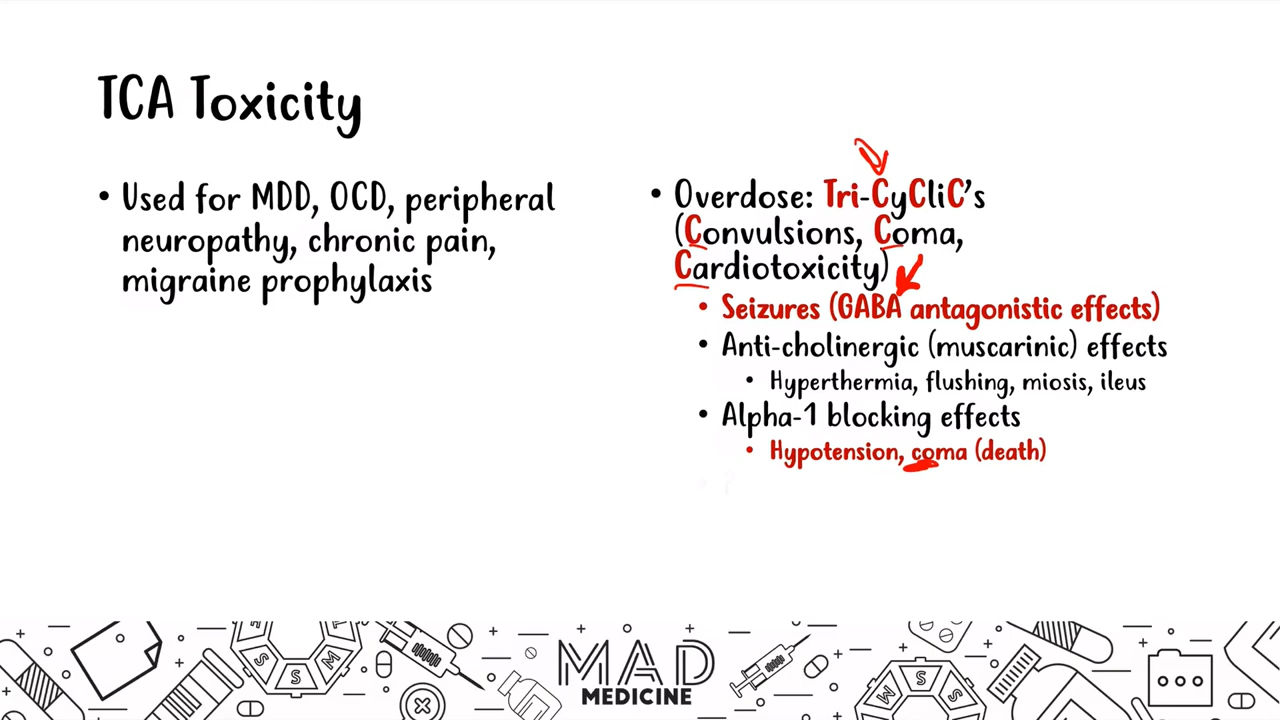 TCA Toxicity
• Used for MDD, OCD, peripheral
neuropathy, chronic pain,
migraine prophylaxis
• Overdose: Tri-CyCliC's
(Convulsions, Coma,
Cardiotoxicity)
• Seizures (GABA antagonistic effects)
• Anti-cholinergic (muscarinic) effects
• Hyperthermia, flushing, miosis, ileus
• Alpha-1 blocking effects
• Hypotension, coma (death)
MAD
MEDICINE
S S M
M S S